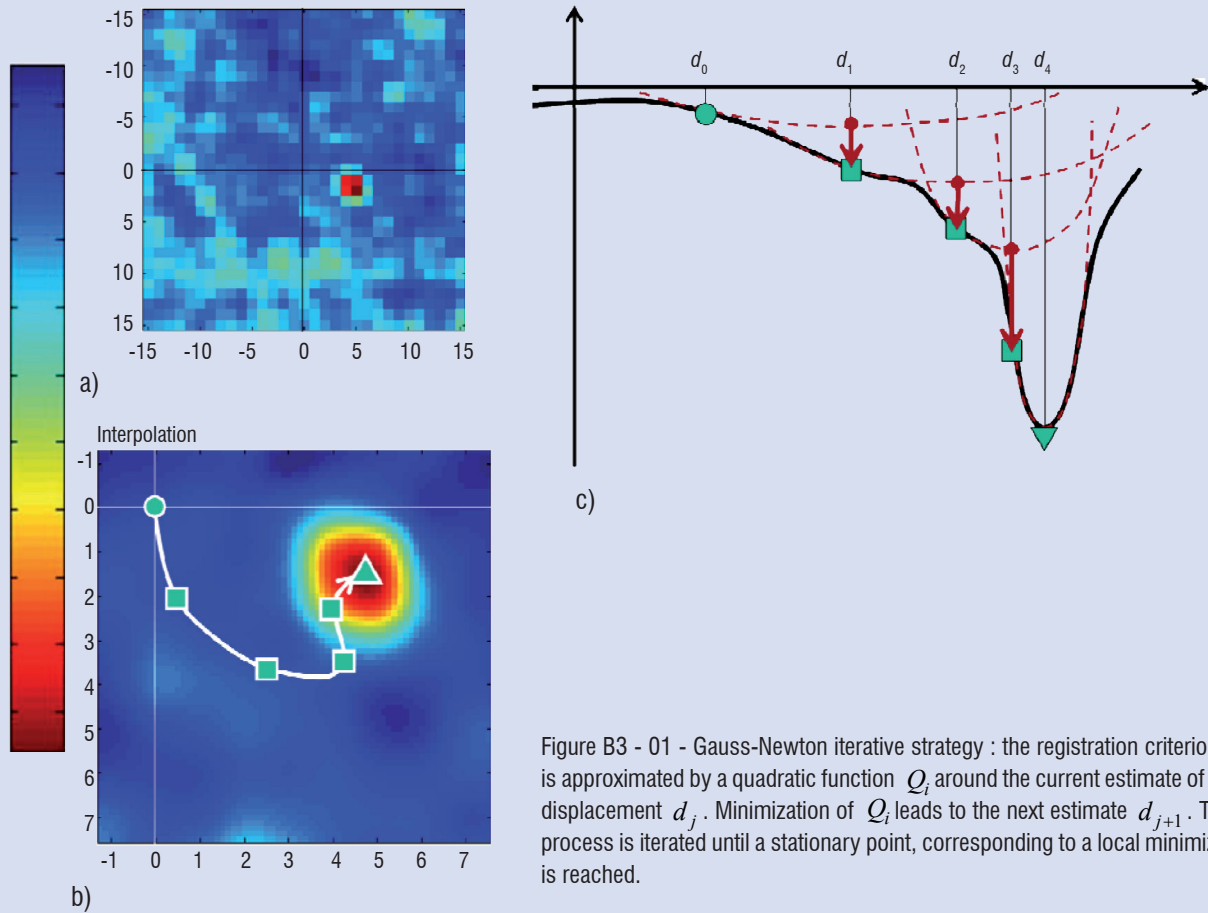 -15
-10
-5
0
5
10
15
-15 -10 -5 0 5 10 15
a)
Interpolation
-1
0
1
2
3
4
5
6
7
-1 0 1 2 3 4 5 6 7
b)
d0 d1 d2 d3 d4
c)
Figure B3 - 01 - Gauss-Newton iterative strategy : the registration
is approximated by a quadratic function Qi around the current estimate of
displacement dj . Minimization of Qi leads to the next estimate dj+1 .
process is iterated until a stationary point, corresponding to a local
is reached.